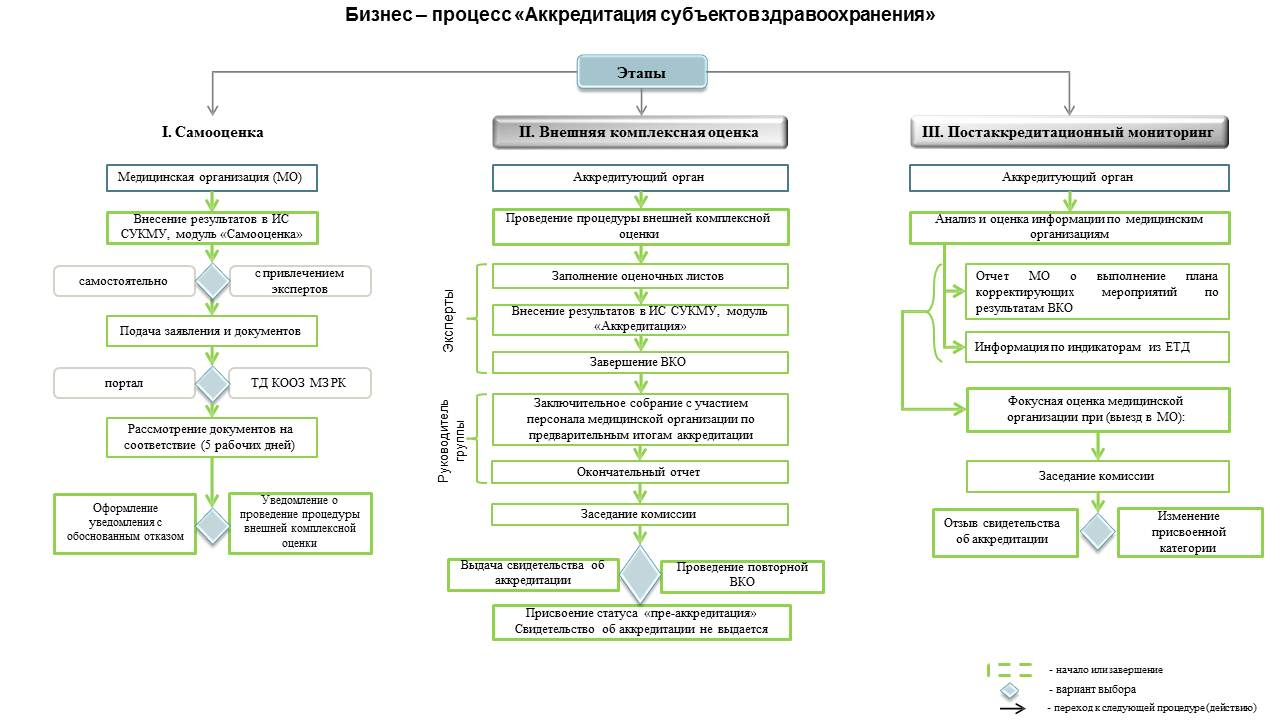 Бизнес – процесс «Аккредитация субъектов здравоохранения»
Этапы
I. Самооценка
Медицинская организация (МО)
Внесение результатов в ИС
СУКМУ, модуль «Самооценка»
самостоятельно
с привлечением
экспертов
Подача заявления и документов
портал
ТД КООЗ МЗ РК
Рассмотрение документов на
соответствие (5 рабочих дней)
Оформление
уведомления с
обоснованным отказом
Уведомление о
проведение процедуры
внешней комплексной
оценки
II. Внешняя комплексная оценка
Аккредитующий орган
Проведение процедуры внешней комплексной
оценки
Эксперты
Заполнение оценочных листов
Внесение результатов в ИС СУКМУ, модуль
«Аккредитация»
Завершение ВКО
Руководитель
группы
Заключительное собрание с участием
персонала медицинской организации по
предварительным итогам аккредитации
Окончательный отчет
Заседание комиссии
Выдача свидетельства об
аккредитации
Проведение повторной
ВКО
Присвоение статуса «пре-аккредитация»
Свидетельство об аккредитации не выдается
III. Постаккредитационный мониторинг
Аккредитующий орган
Анализ и оценка информации по медицинским
организациям
Отчет МО о выполнение плана
корректирующих мероприятий по
результатам ВКО
Информация по индикаторам из ЕТД
Фокусная оценка медицинской
организации при (выезд в МО):
Заседание комиссии
Отзыв свидетельства
об аккредитации
Изменение
присвоенной
категории
- начало или завершение
- вариант выбора
- переход к следующей процедуре (действию)